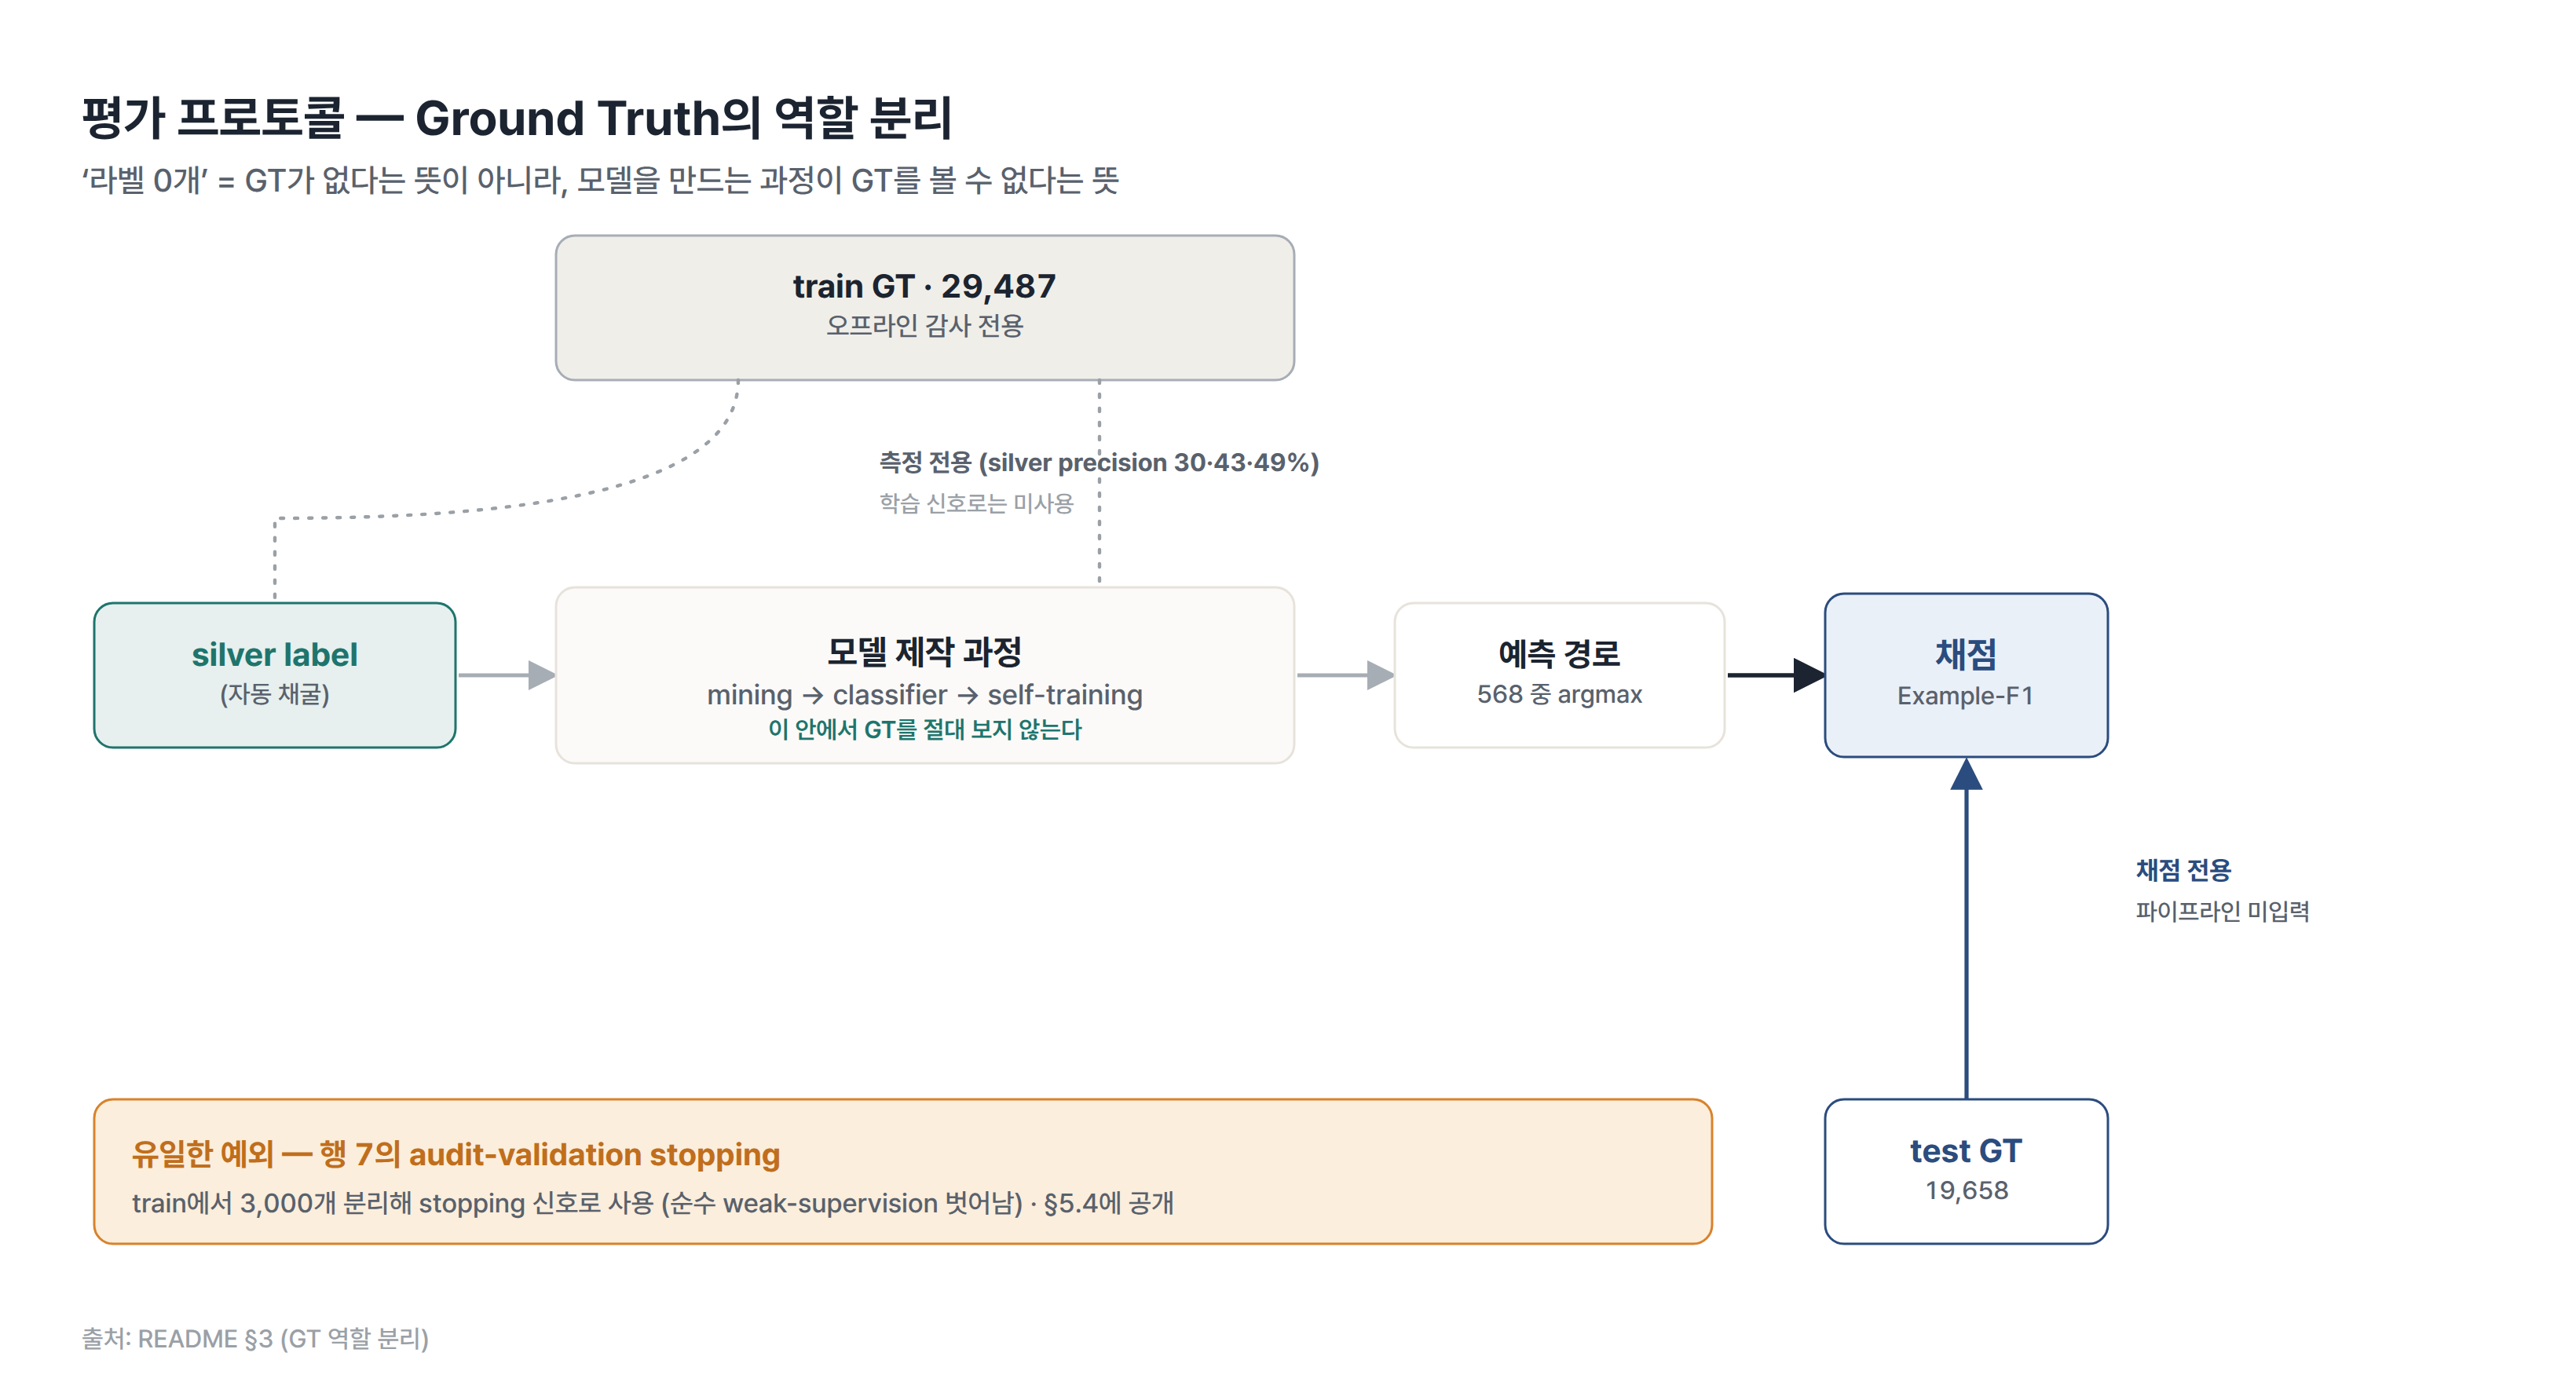 평가 프로토콜 — Ground Truth의 역할 분리
‘라벨 0개’ = GT가 없다는 뜻이 아니라, 모델을 만드는 과정이 GT를 볼 수 없다는 뜻
train GT · 29,487
오프라인 감사 전용
측정 전용 (silver precision 30·43·49%)
학습 신호로는 미사용
silver label
(자동 채굴)
모델 제작 과정
mining → classifier → self-training
이 안에서 GT를 절대 보지 않는다
예측 경로
568 중 argmax
채점
Example-F1
채점 전용
파이프라인 미입력
유일한 예외 — 행 7의 audit-validation stopping
train에서 3,000개 분리해 stopping 신호로 사용 (순수 weak-supervision 벗어남) · §5.4에 공개
test GT
19,658
출처: README §3 (GT 역할 분리)